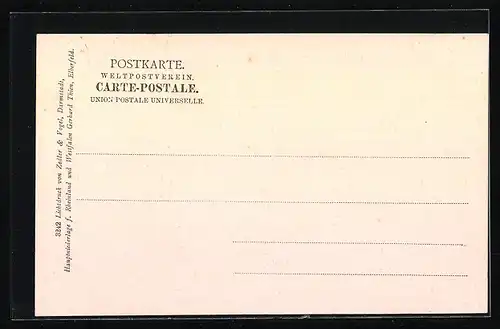 POSTKARTE.
WELTPOSTVEREIN.
CARTE-POSTALE.
UNION POSTALE UNIVERSELLE.
3242 Lichtdruck von Zedler & Vogel, Darmstadt,
Hauptniederlage f. Rheinland und Westfalen Gerhard Thien, Elberfeld.